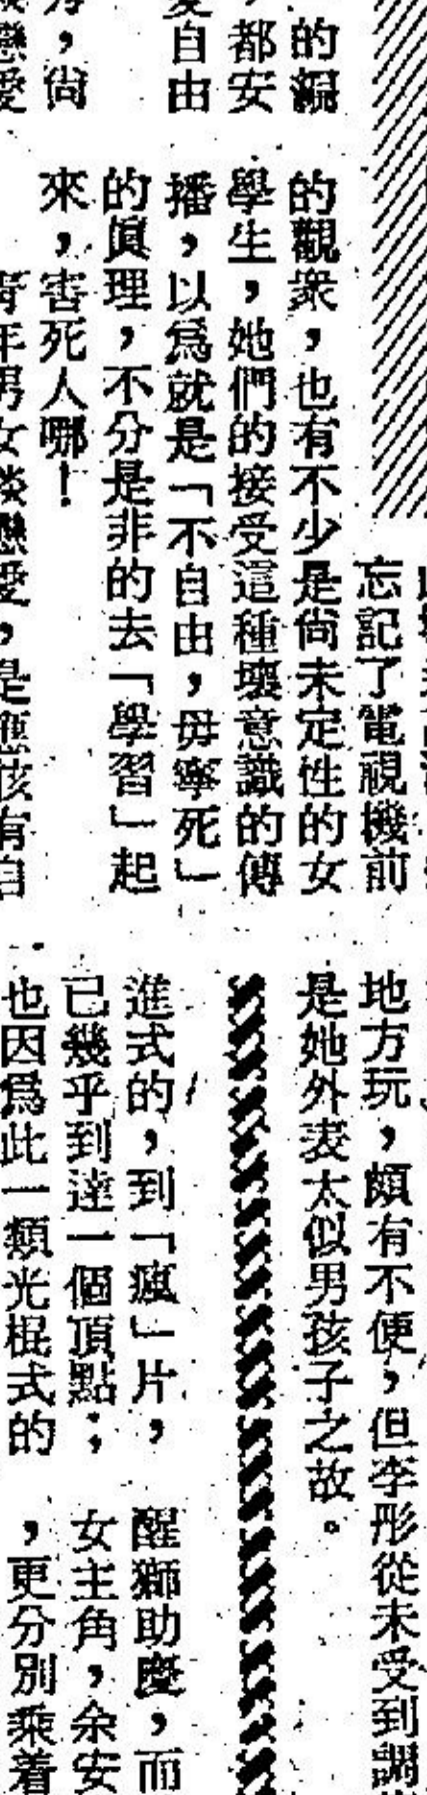 的編
都安
自由
尙
忘記了電視機前
的觀衆，也有不少是尙未定性的女
學生，她們的接受這種壞意識的傳
播，以爲就是「不自由，毋寧死」
的眞理，不分是非的去「學習」起
來，害死人哪！
青年男女談戀愛，是應該有自
地方玩，頗有不便，但李彤從未受到調
是她外表太似男孩子之故。
進式的，到「瘋」片，
已幾乎到達一個頂點；
也因爲此一類光棍式的
醒獅助慶，而
女主角，余安
，更分別乘着